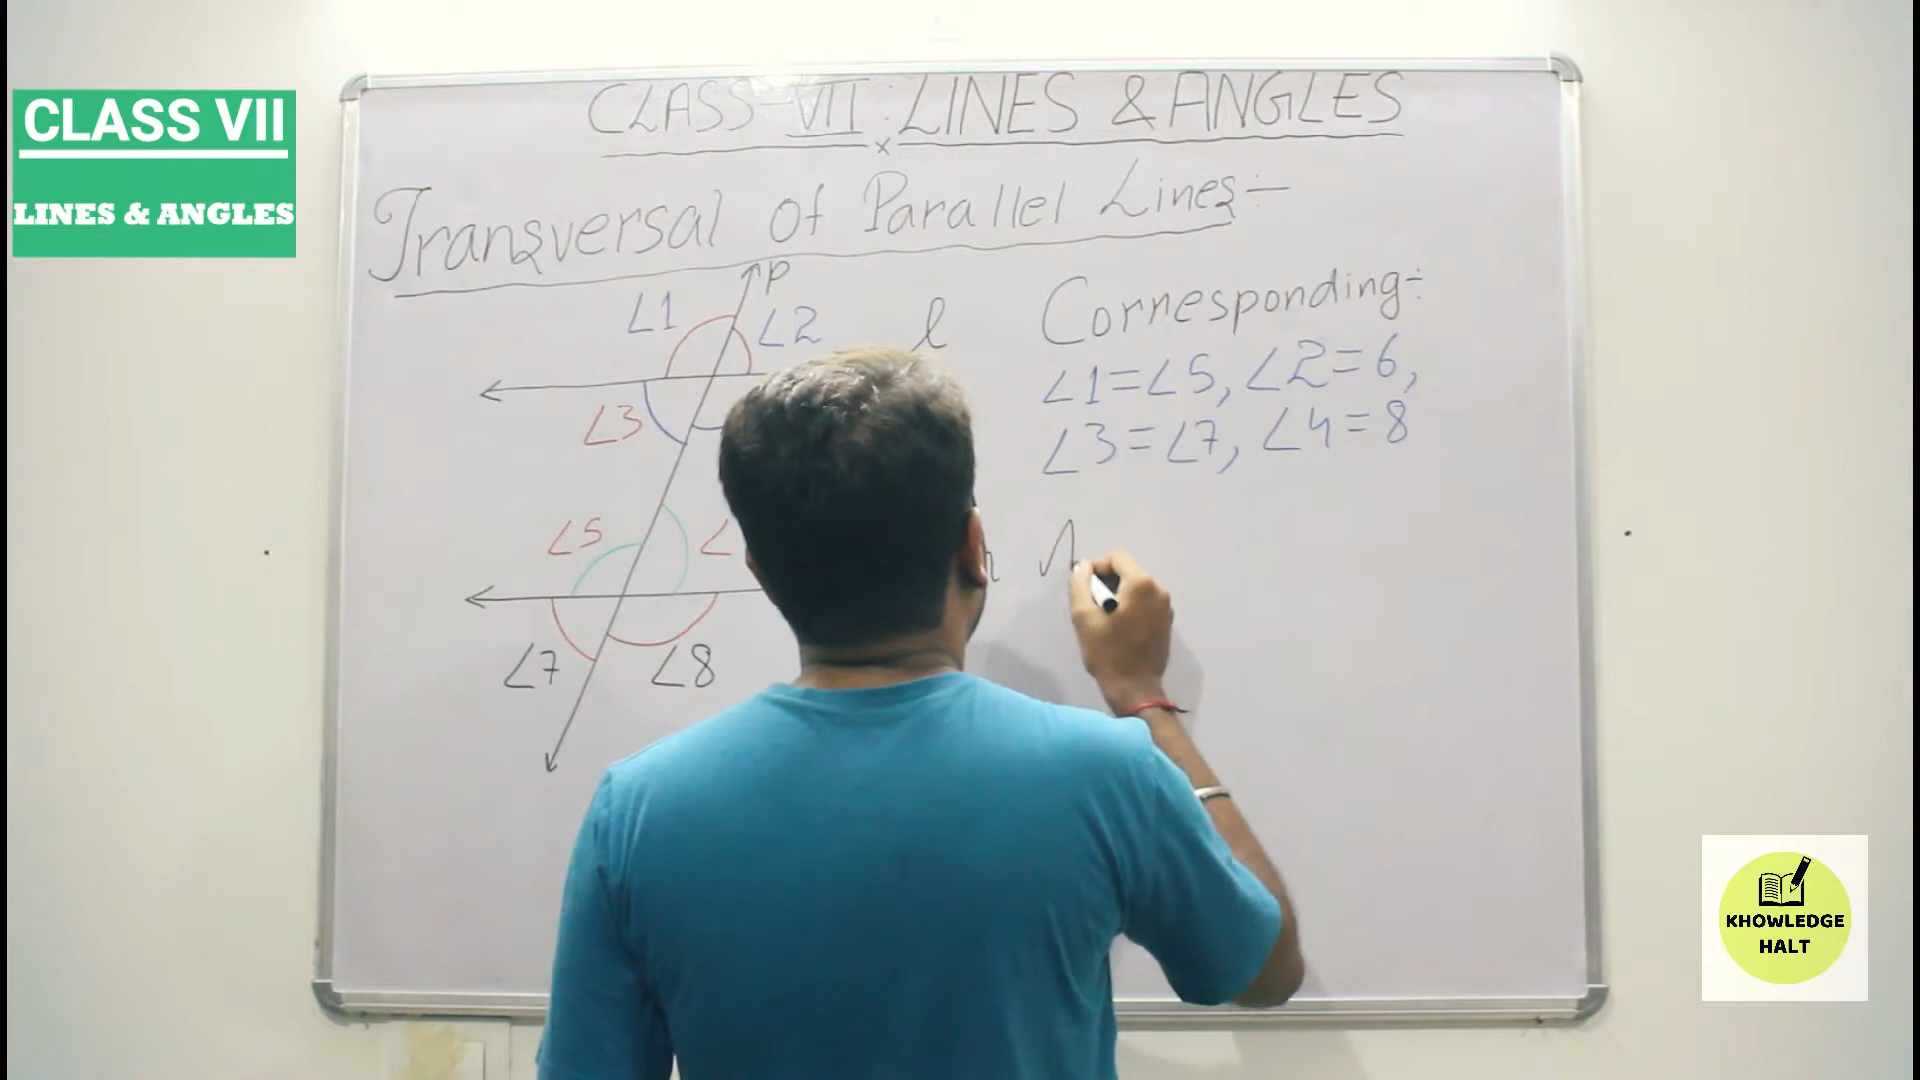 CLASS VII
LINES & ANGLES
CLASS-VII : LINES & ANGLES
x
Transversal Of Parallel Lines:-
P
∠1
∠2
l
∠3
∠5
∠
∠7
∠8
Corresponding:-
∠1=∠5, ∠2=6,
∠3=∠7, ∠4=8
KHOWLEDGE
HALT